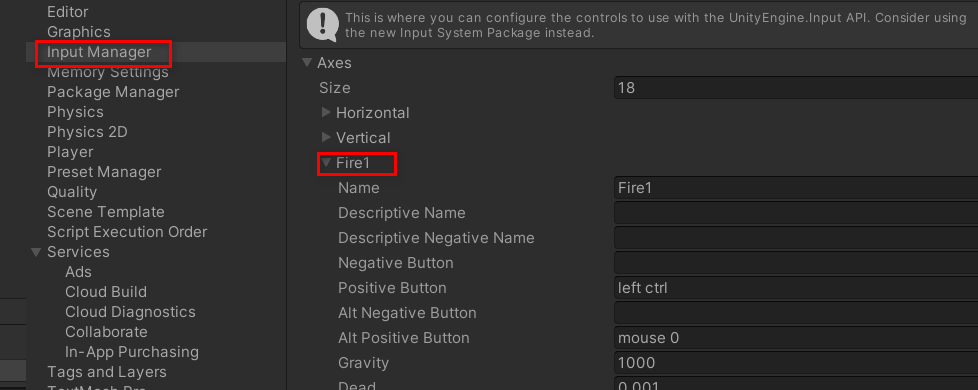 Editor
Graphics
Input Manager
Memory Settings
Package Manager
Physics
Physics 2D
Player
Preset Manager
Quality
Scene Template
Script Execution Order
Services
Ads
Cloud Build
Cloud Diagnostics
Collaborate
In-App Purchasing
Tags and Layers
TextMesh Pro
This is where you can configure the controls to use with the UnityEngine.Input API. Consider using
the new Input System Package instead.
Axes
Size 18
Horizontal
Vertical
Fire1
Name Fire1
Descriptive Name
Descriptive Negative Name
Negative Button
Positive Button left ctrl
Alt Negative Button
Alt Positive Button mouse 0
Gravity 1000
Dead 0.001